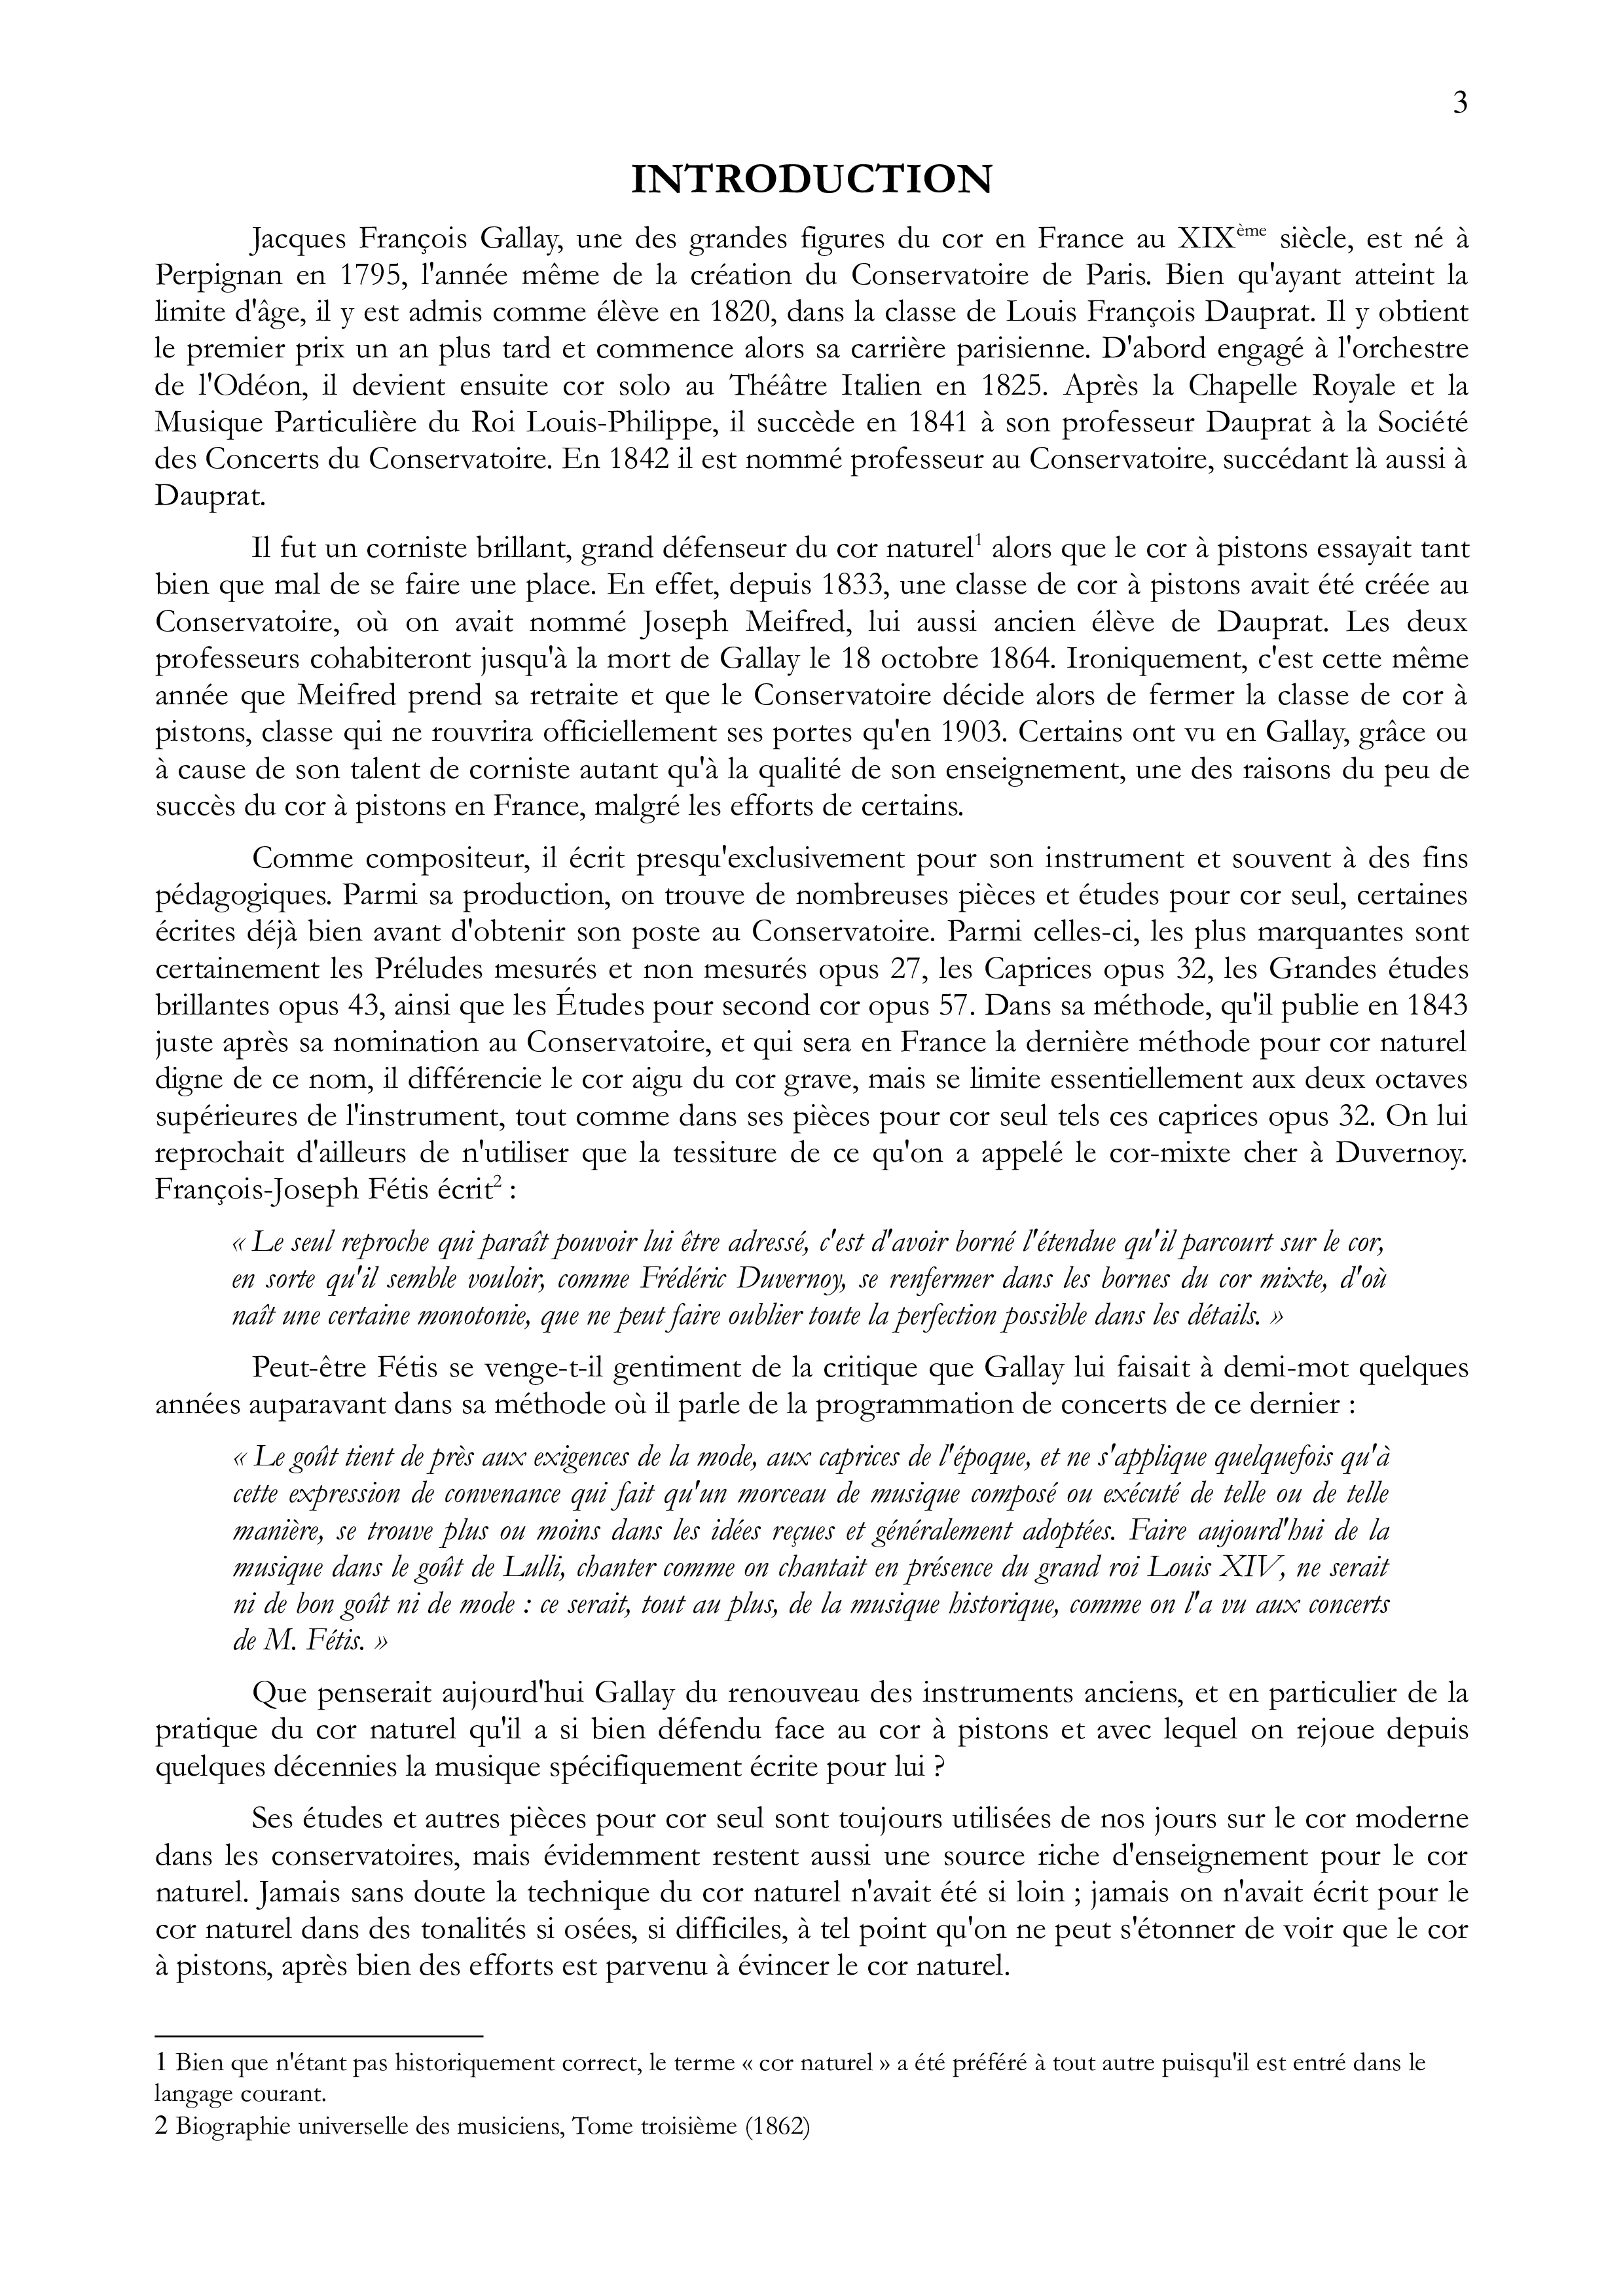 3
INTRODUCTION
Jacques François Gallay, une des grandes figures du cor en France au XIXème siècle, est né à
Perpignan en 1795, l'année même de la création du Conservatoire de Paris. Bien qu'ayant atteint la
limite d'âge, il y est admis comme élève en 1820, dans la classe de Louis François Dauprat. Il y obtient
le premier prix un an plus tard et commence alors sa carrière parisienne. D'abord engagé à l'orchestre
de l'Odéon, il devient ensuite cor solo au Théâtre Italien en 1825. Après la Chapelle Royale et la
Musique Particulière du Roi Louis-Philippe, il succède en 1841 à son professeur Dauprat à la Société
des Concerts du Conservatoire. En 1842 il est nommé professeur au Conservatoire, succédant là aussi à
Dauprat.
Il fut un corniste brillant, grand défenseur du cor naturel1 alors que le cor à pistons essayait tant
bien que mal de se faire une place. En effet, depuis 1833, une classe de cor à pistons avait été créée au
Conservatoire, où on avait nommé Joseph Meifred, lui aussi ancien élève de Dauprat. Les deux
professeurs cohabiteront jusqu'à la mort de Gallay le 18 octobre 1864. Ironiquement, c'est cette même
année que Meifred prend sa retraite et que le Conservatoire décide alors de fermer la classe de cor à
pistons, classe qui ne rouvrira officiellement ses portes qu'en 1903. Certains ont vu en Gallay, grâce ou
à cause de son talent de corniste autant qu'à la qualité de son enseignement, une des raisons du peu de
succès du cor à pistons en France, malgré les efforts de certains.
Comme compositeur, il écrit presqu'exclusivement pour son instrument et souvent à des fins
pédagogiques. Parmi sa production, on trouve de nombreuses pièces et études pour cor seul, certaines
écrites déjà bien avant d'obtenir son poste au Conservatoire. Parmi celles-ci, les plus marquantes sont
certainement les Préludes mesurés et non mesurés opus 27, les Caprices opus 32, les Grandes études
brillantes opus 43, ainsi que les Études pour second cor opus 57. Dans sa méthode, qu'il publie en 1843
juste après sa nomination au Conservatoire, et qui sera en France la dernière méthode pour cor naturel
digne de ce nom, il différencie le cor aigu du cor grave, mais se limite essentiellement aux deux octaves
supérieures de l'instrument, tout comme dans ses pièces pour cor seul tels ces caprices opus 32. On lui
reprochait d'ailleurs de n'utiliser que la tessiture de ce qu'on a appelé le cor-mixte cher à Duvernoy.
François-Joseph Fétis écrit2 :
« Le seul reproche qui paraît pouvoir lui être adressé, c'est d'avoir borné l'étendue qu'il parcourt sur le cor,
en sorte qu'il semble vouloir, comme Frédéric Duvernoy, se renfermer dans les bornes du cor mixte, d'où
naît une certaine monotonie, que ne peut faire oublier toute la perfection possible dans les détails. »
Peut-être Fétis se venge-t-il gentiment de la critique que Gallay lui faisait à demi-mot quelques
années auparavant dans sa méthode où il parle de la programmation de concerts de ce dernier :
« Le goût tient de près aux exigences de la mode, aux caprices de l'époque, et ne s'applique quelquefois qu'à
cette expression de convenance qui fait qu'un morceau de musique composé ou exécuté de telle ou de telle
manière, se trouve plus ou moins dans les idées reçues et généralement adoptées. Faire aujourd'hui de la
musique dans le goût de Lulli, chanter comme on chantait en présence du grand roi Louis XIV, ne serait
ni de bon goût ni de mode : ce serait, tout au plus, de la musique historique, comme on l'a vu aux concerts
de M. Fétis. »
Que penserait aujourd'hui Gallay du renouveau des instruments anciens, et en particulier de la
pratique du cor naturel qu'il a si bien défendu face au cor à pistons et avec lequel on rejoue depuis
quelques décennies la musique spécifiquement écrite pour lui ?
Ses études et autres pièces pour cor seul sont toujours utilisées de nos jours sur le cor moderne
dans les conservatoires, mais évidemment restent aussi une source riche d'enseignement pour le cor
naturel. Jamais sans doute la technique du cor naturel n'avait été si loin ; jamais on n'avait écrit pour le
cor naturel dans des tonalités si osées, si difficiles, à tel point qu'on ne peut s'étonner de voir que le cor
à pistons, après bien des efforts est parvenu à évincer le cor naturel.
1 Bien que n'étant pas historiquement correct, le terme « cor naturel » a été préféré à tout autre puisqu'il est entré dans le
langage courant.
2 Biographie universelle des musiciens, Tome troisième (1862)